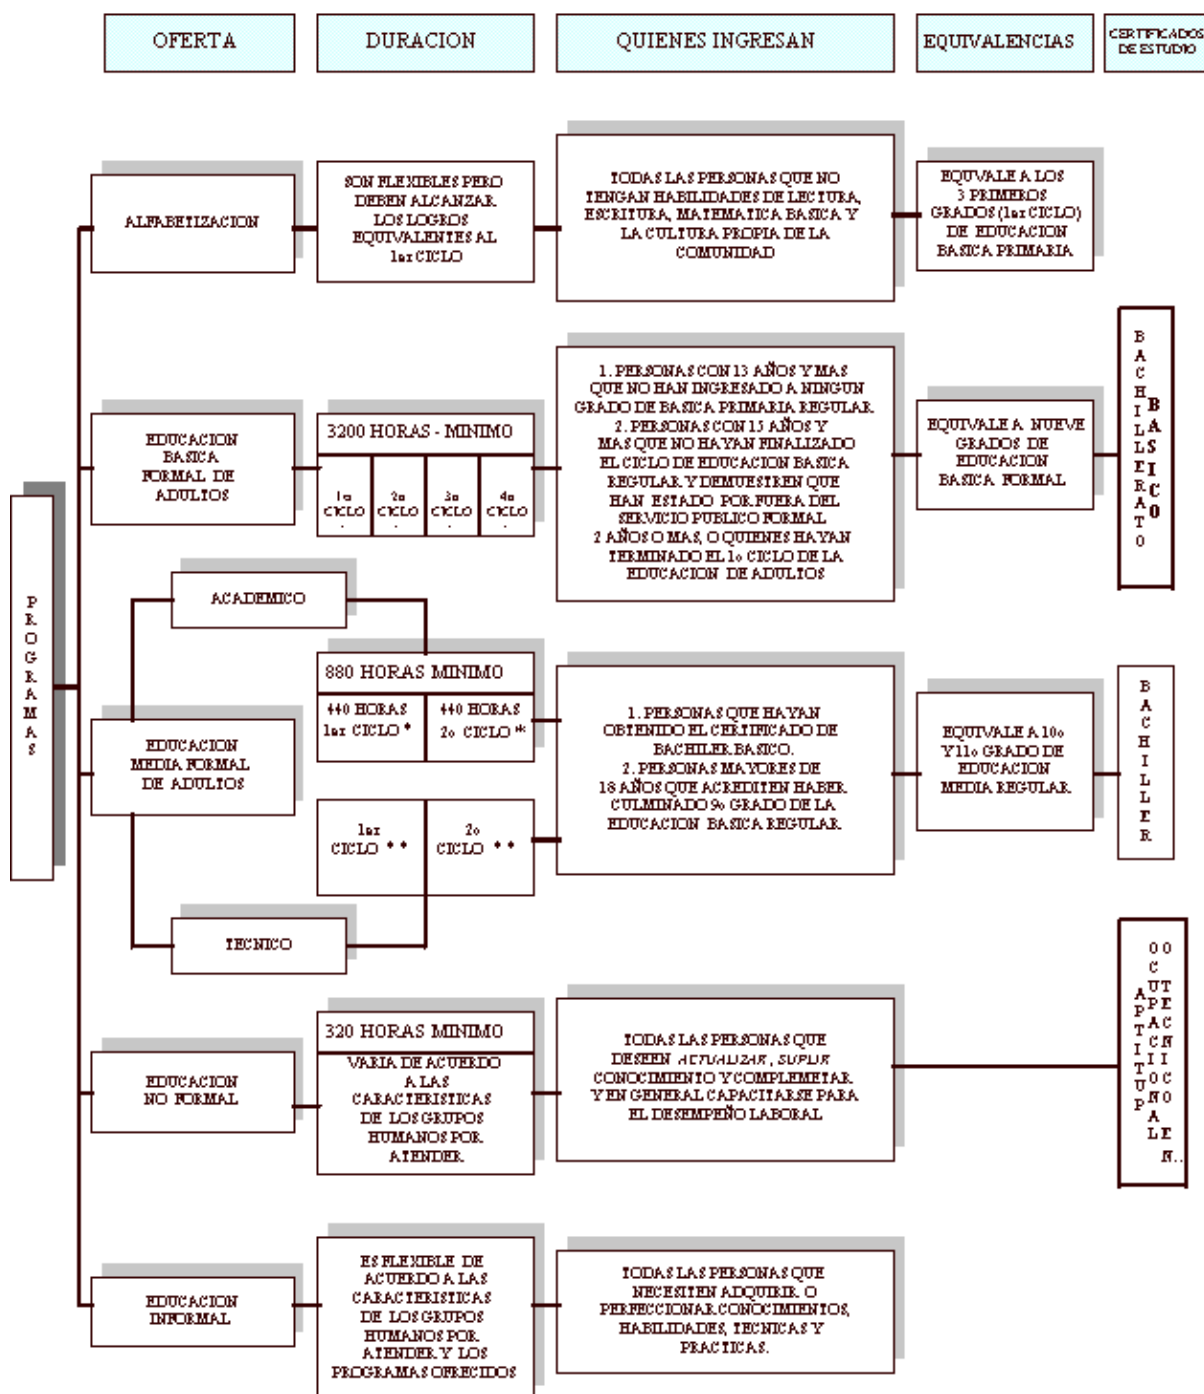 OFERTA
DURACION
QUIENES INGRESAN
EQUIVALENCIAS
CERTIFICADOS
DE ESTUDIO
PROGRAMAS
ALFABETIZACION
SON FLEXIBLES PERO
DEBEN ALCANZAR
LOS LOGROS
EQUIVALENTES AL
1er CICLO
TODAS LAS PERSONAS QUE NO
TENGAN HABILIDADES DE LECTURA,
ESCRITURA, MATEMATICA BASICA Y
LA CULTURA PROPIA DE LA
COMUNIDAD
EQUVALE A LOS
3 PRIMEROS
GRADOS (1er CICLO)
DE EDUCACION
BASICA PRIMARIA
EDUCACION
BASICA
FORMAL DE
ADULTOS
3200 HORAS - MINIMO
1o
CICLO
.
2o
CICLO
3o
CICLO
4o
CICLO
.
1. PERSONAS CON 13 AÑOS Y MAS
QUE NO HAN INGRESADO A NINGUN
GRADO DE BASICA PRIMARIA REGULAR
2. PERSONAS CON 15 AÑOS Y
MAS QUE NO HAYAN FINALIZADO
EL CICLO DE EDUCACION BASICA
REGULAR Y DEMUESTREN QUE
HAN ESTADO POR FUERA DEL
SERVICIO PUBLICO FORMAL
2 AÑOS O MAS, O QUIENES HAYAN
TERMINADO EL 1o CICLO DE LA
EDUCACION DE ADULTOS
EQUIVALE A NUEVE
GRADOS DE
EDUCACION
BASICA FORMAL
BACHILLERATO
BASICO
ACADEMICO
EDUCACION
MEDIA FORMAL
DE ADULTOS
880 HORAS MINIMO
440 HORAS
1er CICLO *
440 HORAS
2o CICLO **
1er
CICLO * *
2o
CICLO * *
TECNICO
1. PERSONAS QUE HAYAN
OBTENIDO EL CERTIFICADO DE
BACHILER BASICO.
2. PERSONAS MAYORES DE
18 AÑOS QUE ACREDITEN HABER
CULMINADO 9o GRADO DE LA
EDUCACION BASICA REGULAR
EQUIVALE A 10o
Y 11o GRADO DE
EDUCACION
MEDIA REGULAR
BACHILLER
EDUCACION
NO FORMAL
320 HORAS MINIMO
VARIA DE ACUERDO
A LAS
CARACTERISTICAS
DE LOS GRUPOS
HUMANOS POR
ATENDER
TODAS LAS PERSONAS QUE
DESEEN ACTUALIZAR, SUPLIR
CONOCIMIENTO Y COMPLEMETAR
Y EN GENERAL CAPACITARSE PARA
EL DESEMPEÑO LABORAL
APTITUP
OCUPACIONAL
O TECNICO EN..
EDUCACION
INFORMAL
ES FLEXIBLE DE
ACUERDO A LAS
CARACTERISTICAS
DE LOS GRUPOS
HUMANOS POR
ATENDER Y LOS
PROGRAMAS OFRECIDOS
TODAS LAS PERSONAS QUE
NECESITEN ADQUIRIR O
PERFECCIONAR CONOCIMIENTOS,
HABILIDADES, TECNICAS Y
PRACTICAS.